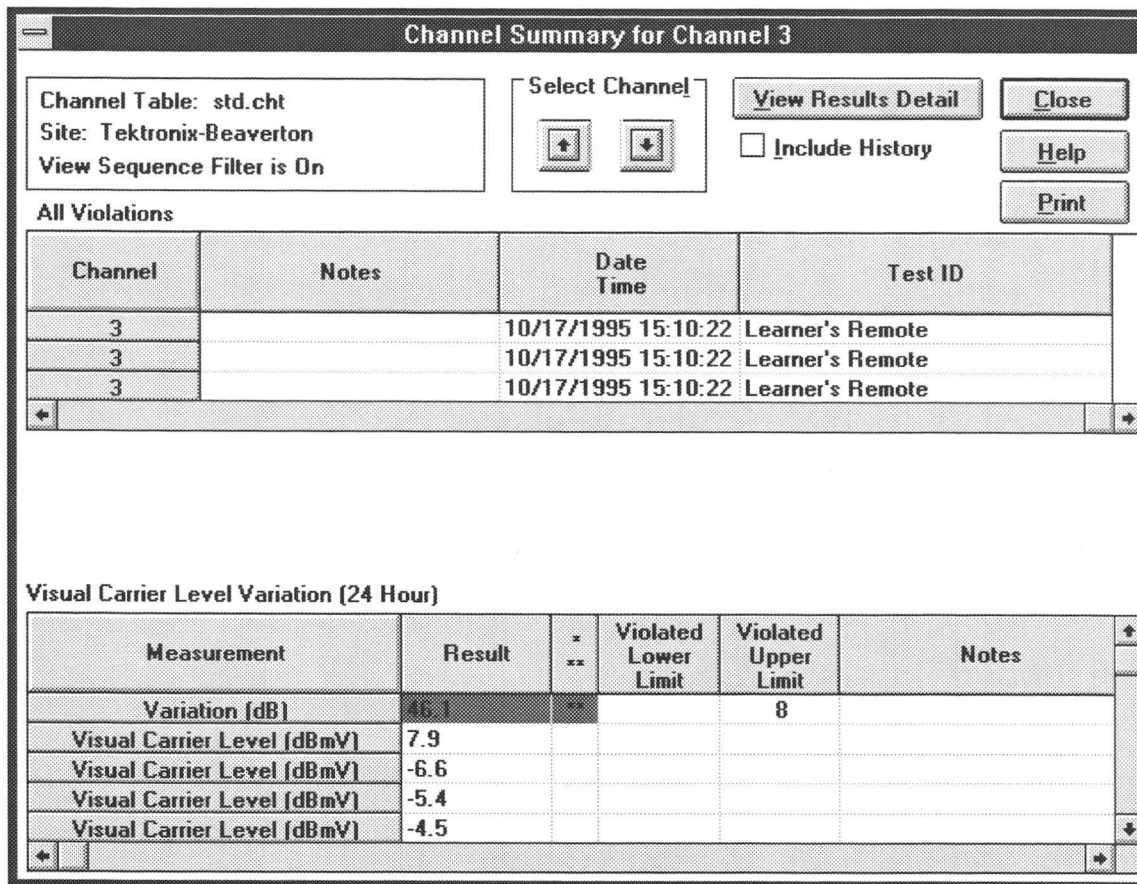 Channel Summary for Channel 3
Channel Table: std.cht
Site: Tektronix-Beaverton
View Sequence Filter is On
Select Channel
View Results Detail
Include History
Close
Help
Print
All Violations
Channel Notes Date Time Test ID
3 10/17/1995 15:10:22 Learner's Remote
3 10/17/1995 15:10:22 Learner's Remote
3 10/17/1995 15:10:22 Learner's Remote
Visual Carrier Level Variation (24 Hour)
Measurement Result * ** Violated Lower Limit Violated Upper Limit Notes
Variation (dB) 46.1 ** 8
Visual Carrier Level (dBmV) 7.9
Visual Carrier Level (dBmV) -6.6
Visual Carrier Level (dBmV) -5.4
Visual Carrier Level (dBmV) -4.5